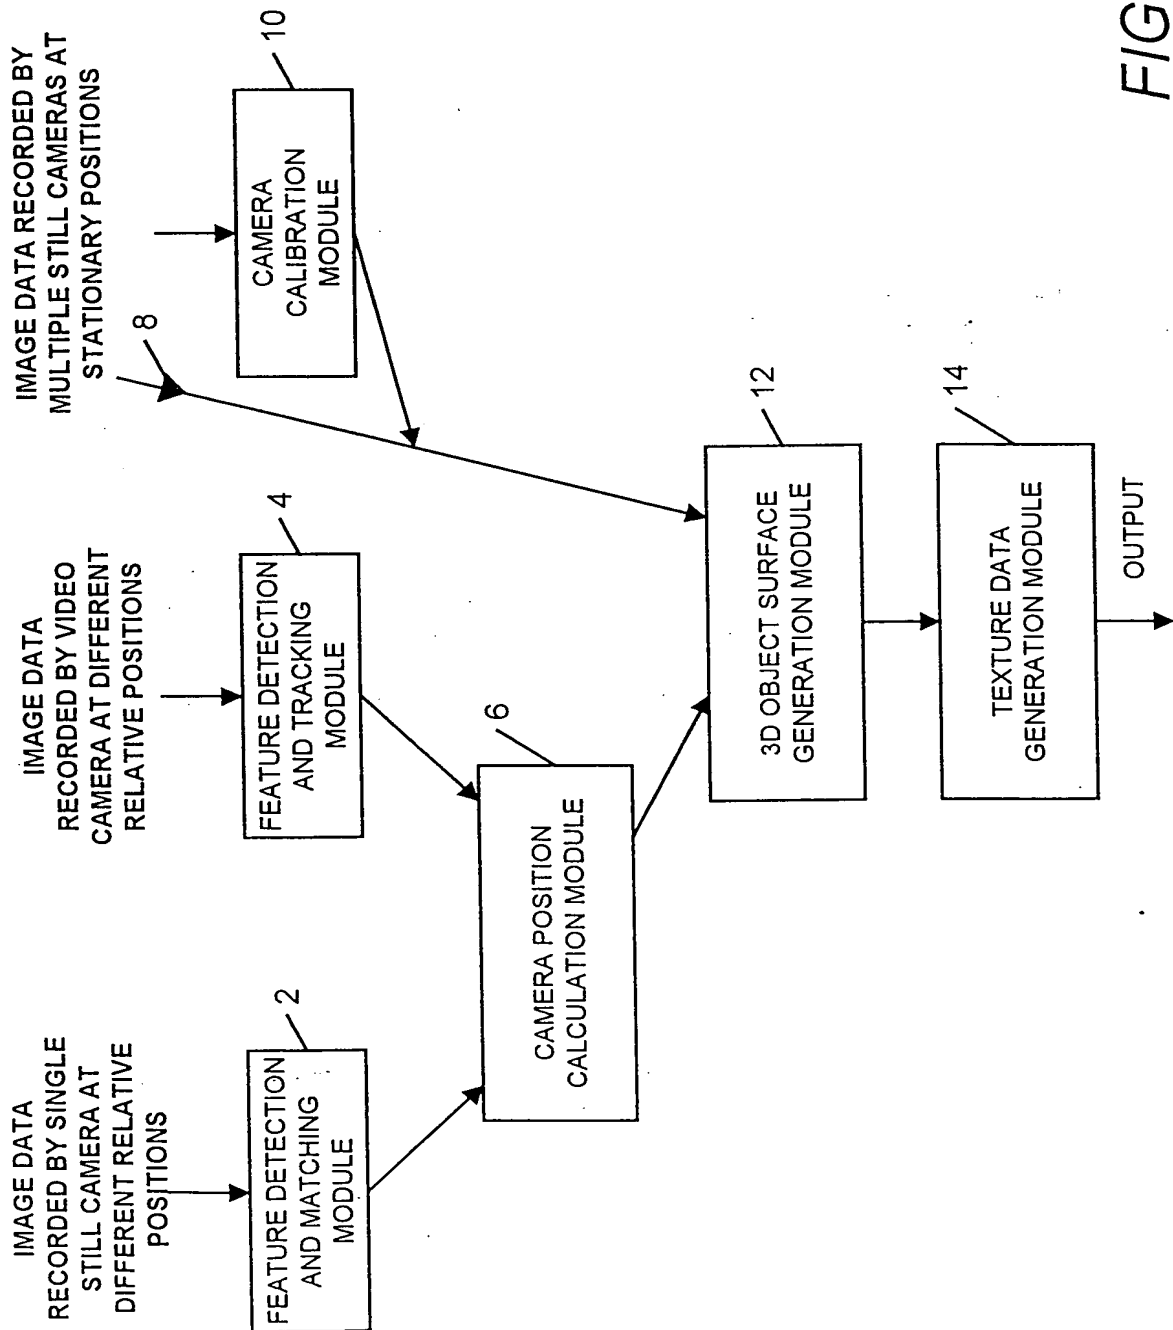 IMAGE DATA
RECORDED BY SINGLE
STILL CAMERA AT
DIFFERENT RELATIVE
POSITIONS
IMAGE DATA
RECORDED BY VIDEO
CAMERA AT DIFFERENT
RELATIVE POSITIONS
IMAGE DATA RECORDED BY
MULTIPLE STILL CAMERAS AT
STATIONARY POSITIONS
8
2
FEATURE DETECTION
AND MATCHING
MODULE
4
FEATURE DETECTION
AND TRACKING
MODULE
10
CAMERA
CALIBRATION
MODULE
6
CAMERA POSITION
CALCULATION MODULE
12
3D OBJECT SURFACE
GENERATION MODULE
14
TEXTURE DATA
GENERATION MODULE
OUTPUT
FIG